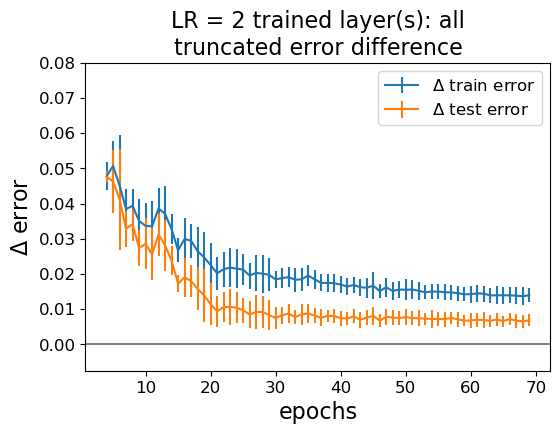 LR = 2 trained layer(s): all
truncated error difference
0.08
0.07
0.06
0.05
0.04
0.03
0.02
0.01
0.00
Δ error
Δ train error
Δ test error
10 20 30 40 50 60 70
epochs